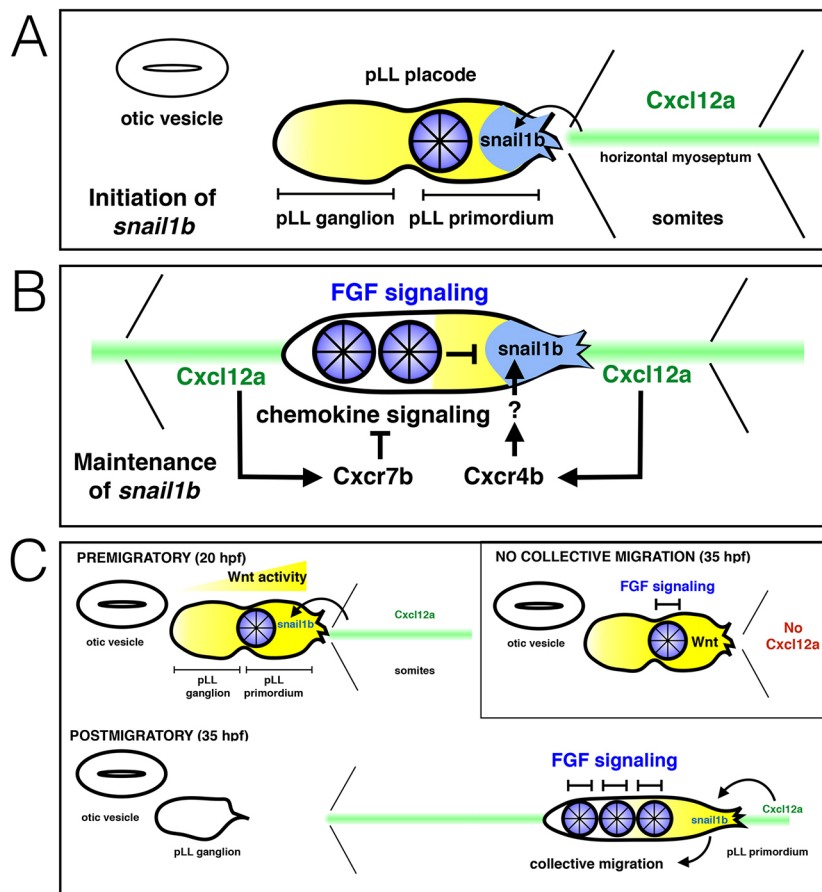 A
pLL placode
Cxcl12a
otic vesicle
snail1b
horizontal myoseptum
Initiation of
snail1b
pLL ganglion
pLL primordium
somites
B
FGF signaling
snail1b
Cxcl12a
Cxcl12a
chemokine signaling
?
Maintenance
of snail1b
Cxcr7b
Cxcr4b
C
PREMIGRATORY (20 hpf)
Wnt activity
snail1b
Cxcl12a
otic vesicle
somites
pLL
ganglion
pLL
primordium
NO COLLECTIVE MIGRATION (35 hpf)
FGF signaling
otic vesicle
Wnt
No
Cxcl12a
POSTMIGRATORY (35 hpf)
otic vesicle
pLL ganglion
FGF signaling
snail1b
Cxcl12a
collective migration
pLL primordium